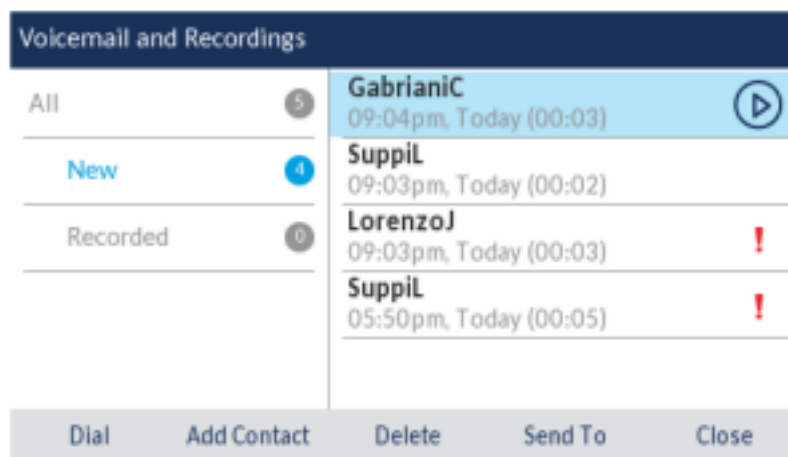 Voicemail and Recordings
All 5
New 4
Recorded 0
GabrianiC
09:04pm, Today (00:03)
SuppiL
09:03pm, Today (00:02)
LorenzoJ
09:03pm, Today (00:03)
!
SuppiL
05:50pm, Today (00:05)
!
Dial Add Contact Delete Send To Close